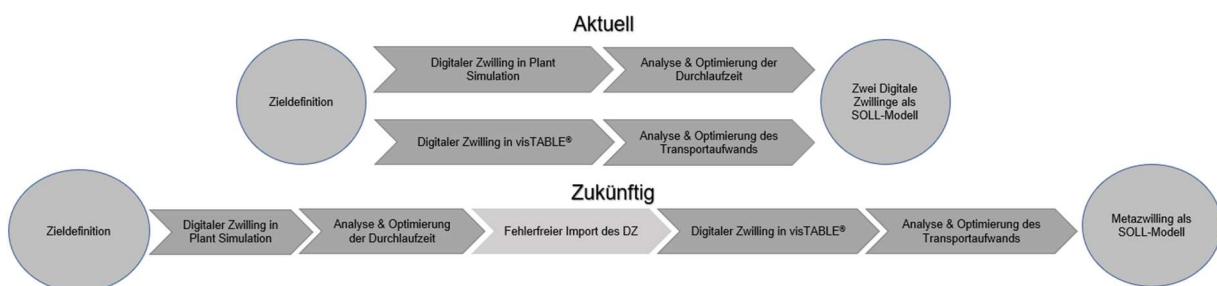 Aktuell
Zieldefinition
Digitaler Zwilling in Plant
Simulation
Analyse & Optimierung der
Durchlaufzeit
Digitaler Zwilling in visTABLE®
Analyse & Optimierung des
Transportaufwands
Zwei Digitale
Zwillinge als
SOLL-Modell
Zukünftig
Zieldefinition
Digitaler Zwilling in
Plant Simulation
Analyse & Optimierung
der Durchlaufzeit
Fehlerfreier Import des DZ
Digitaler Zwilling in visTABLE®
Analyse & Optimierung des
Transportaufwands
Metazwilling als
SOLL-Modell